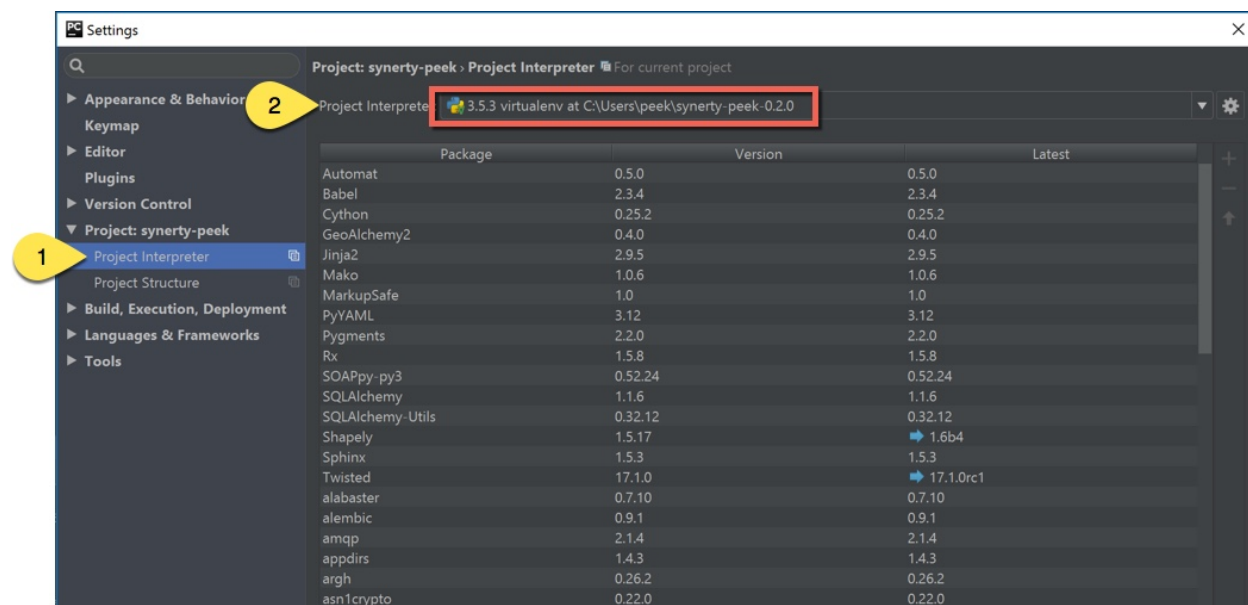 PC Settings
Project: synerty-peek › Project Interpreter For current project
Appearance & Behavior
2
Project Interpreter 3.5.3 virtualenv at C:\Users\peek\synerty-peek-0.2.0
Keymap
Editor
Plugins
Version Control
Project: synerty-peek
1
Project Interpreter
Project Structure
Build, Execution, Deployment
Languages & Frameworks
Tools
Package Version Latest
Automat 0.5.0 0.5.0
Babel 2.3.4 2.3.4
Cython 0.25.2 0.25.2
GeoAlchemy2 0.4.0 0.4.0
Jinja2 2.9.5 2.9.5
Mako 1.0.6 1.0.6
MarkupSafe 1.0 1.0
PyYAML 3.12 3.12
Pygments 2.2.0 2.2.0
Rx 1.5.8 1.5.8
SOAPpy-py3 0.52.24 0.52.24
SQLAlchemy 1.1.6 1.1.6
SQLAlchemy-Utils 0.32.12 0.32.12
Shapely 1.5.17 1.6b4
Sphinx 1.5.3 1.5.3
Twisted 17.1.0 17.1.0rc1
alabaster 0.7.10 0.7.10
alembic 0.9.1 0.9.1
amqp 2.1.4 2.1.4
appdirs 1.4.3 1.4.3
argh 0.26.2 0.26.2
asn1crypto 0.22.0 0.22.0